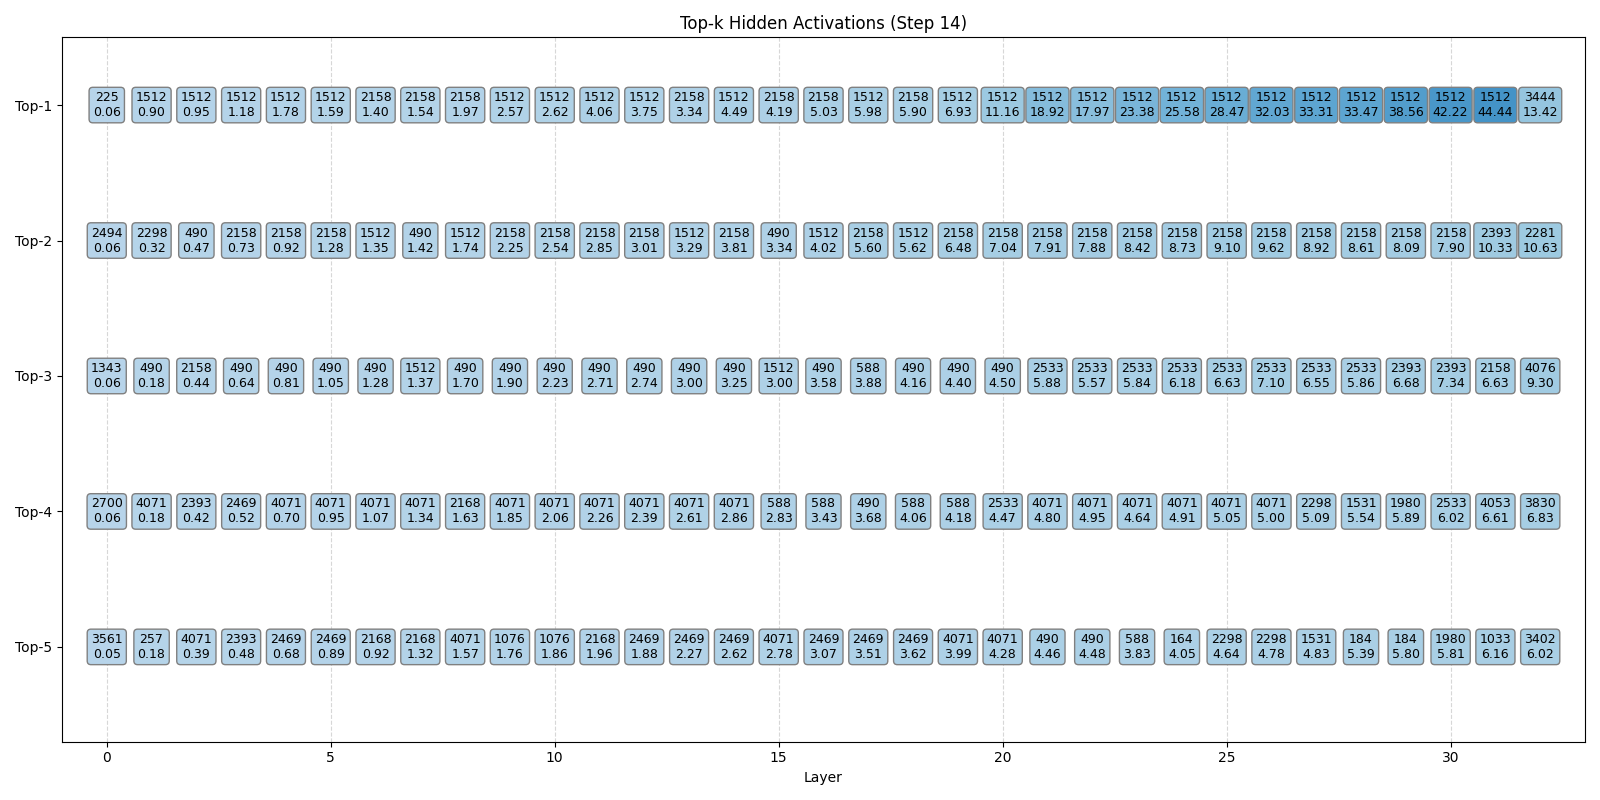 Top-k Hidden Activations (Step 14)
Top-1
225 1512 1512 1512 1512 1512 2158 2158 2158 1512 1512 1512 1512 2158 1512 2158 2158 1512 2158 1512 1512 1512 1512 1512 1512 1512 1512 1512 1512 1512 1512 1512 3444
0.06 0.90 0.95 1.18 1.78 1.59 1.40 1.54 1.97 2.57 2.62 4.06 3.75 3.34 4.49 4.19 5.03 5.98 5.90 6.93 11.16 18.92 17.97 23.38 25.58 28.47 32.03 33.31 33.47 38.56 42.22 44.44 13.42
Top-2
2494 2298 490 2158 2158 2158 1512 490 1512 2158 2158 2158 2158 1512 2158 490 1512 2158 1512 2158 2158 2158 2158 2158 2158 2158 2158 2158 2158 2158 2158 2393 2281
0.06 0.32 0.47 0.73 0.92 1.28 1.35 1.42 1.74 2.25 2.54 2.85 3.01 3.29 3.81 3.34 4.02 5.60 5.62 6.48 7.04 7.91 7.88 8.42 8.73 9.10 9.62 8.92 8.61 8.09 7.90 10.33 10.63
Top-3
1343 490 2158 490 490 490 490 1512 490 490 490 490 490 490 490 1512 490 588 490 490 490 2533 2533 2533 2533 2533 2533 2533 2533 2393 2393 2158 4076
0.06 0.18 0.44 0.64 0.81 1.05 1.28 1.37 1.70 1.90 2.23 2.71 2.74 3.00 3.25 3.00 3.58 3.88 4.16 4.40 4.50 5.88 5.57 5.84 6.18 6.63 7.10 6.55 5.86 6.68 7.34 6.63 9.30
Top-4
2700 4071 2393 2469 4071 4071 4071 4071 2168 4071 4071 4071 4071 4071 4071 588 588 490 588 588 2533 4071 4071 4071 4071 4071 4071 2298 1531 1980 2533 4053 3830
0.06 0.18 0.42 0.52 0.70 0.95 1.07 1.34 1.63 1.85 2.06 2.26 2.39 2.61 2.86 2.83 3.43 3.68 4.06 4.18 4.47 4.80 4.95 4.64 4.91 5.05 5.00 5.09 5.54 5.89 6.02 6.61 6.83
Top-5
3561 257 4071 2393 2469 2469 2168 2168 4071 1076 1076 2168 2469 2469 2469 4071 2469 2469 2469 4071 4071 490 490 588 164 2298 2298 1531 184 184 1980 1033 3402
0.05 0.18 0.39 0.48 0.68 0.89 0.92 1.32 1.57 1.76 1.86 1.96 1.88 2.27 2.62 2.78 3.07 3.51 3.62 3.99 4.28 4.46 4.48 3.83 4.05 4.64 4.78 4.83 5.39 5.80 5.81 6.16 6.02
0 5 10 15 20 25 30
Layer